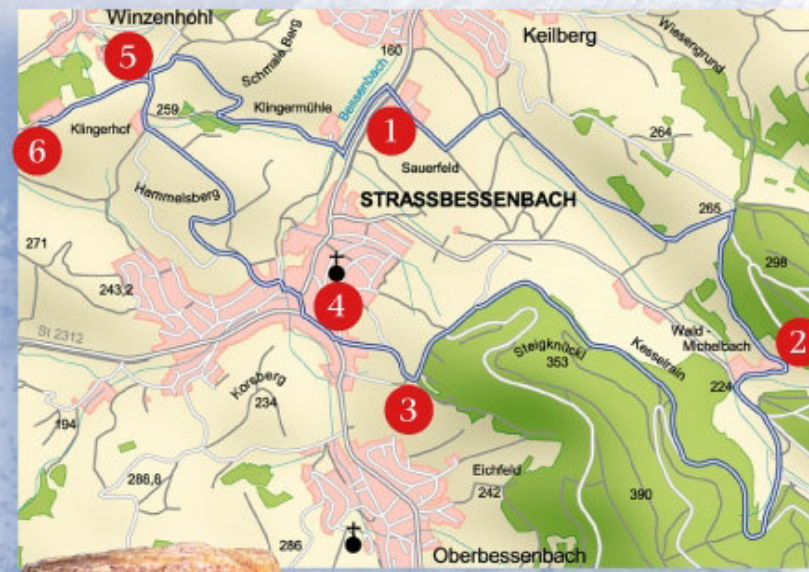 Winzenhohl
5
Schmale Berg
160
Keilberg
Wiesengrund
Bessenbach
259
Klingermühle
1
Klingerhof
6
264
Sauerfeld
Hammelsberg
STRASSBESSENBACH
265
271
298
243,2
4
St 2312
Wald -
Michelbach
2
Steigknückl
353
Kesselrain
224
Korsberg
234
3
194
286,8
Eichfeld
242
390
286
Oberbessenbach